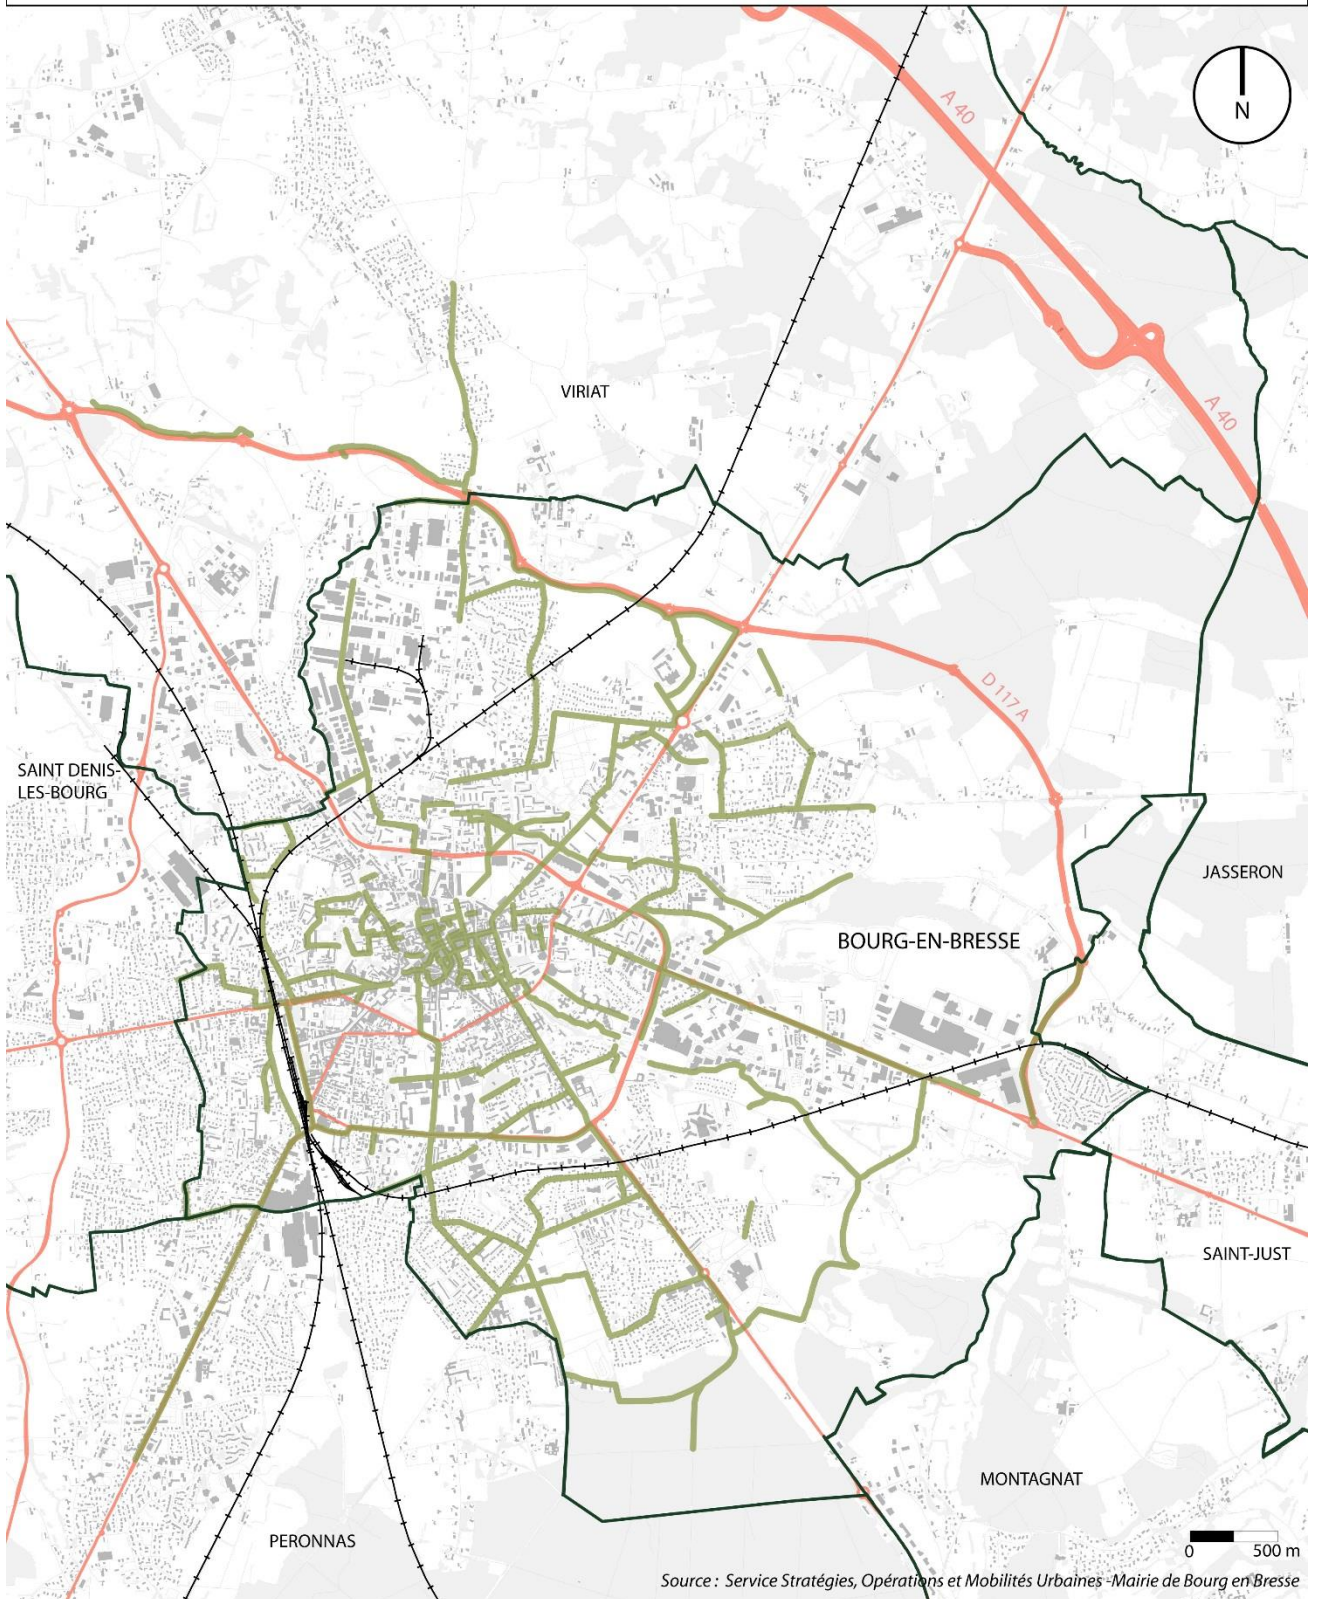 N
A 40
VIRIAT
A 40
D 117A
SAINT DENIS-
LES-BOURG
JASSERON
BOURG-EN-BRESSE
SAINT-JUST
MONTAGNAT
PERONNAS
0 500 m
Source : Service Stratégies, Opérations et Mobilités Urbaines -Mairie de Bourg en Bresse